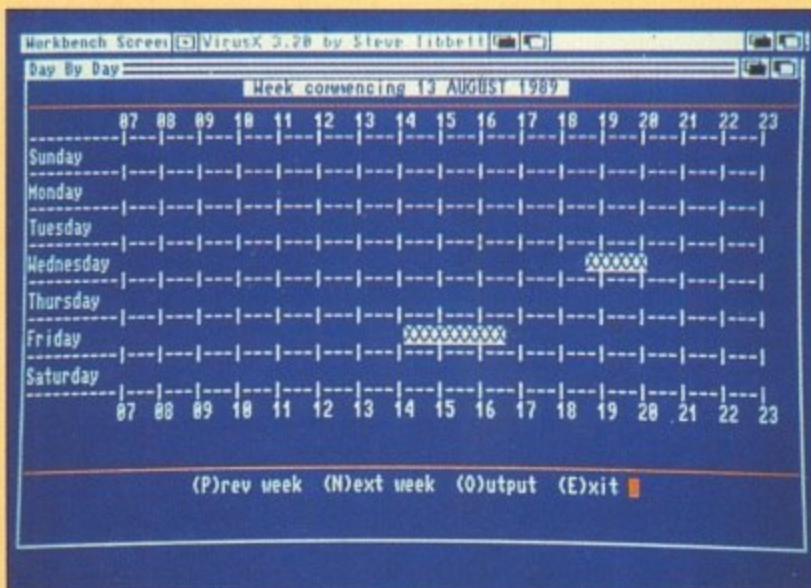 Workbench Screen VirusX 3.20 by Steve Tibbett
Day By Day
Week commencing 13 AUGUST 1989
07 08 09 10 11 12 13 14 15 16 17 18 19 20 21 22 23
---------|---|---|---|---|---|---|---|---|---|---|---|---|---|---|---|---|
Sunday
---------|---|---|---|---|---|---|---|---|---|---|---|---|---|---|---|---|
Monday
---------|---|---|---|---|---|---|---|---|---|---|---|---|---|---|---|---|
Tuesday
---------|---|---|---|---|---|---|---|---|---|---|---|---|---|---|---|---|
Wednesday XXXXXX
---------|---|---|---|---|---|---|---|---|---|---|---|---|---|---|---|---|
Thursday
---------|---|---|---|---|---|---|---|---|---|---|---|---|---|---|---|---|
Friday XXXXXXXXXX
---------|---|---|---|---|---|---|---|---|---|---|---|---|---|---|---|---|
Saturday
---------|---|---|---|---|---|---|---|---|---|---|---|---|---|---|---|---|
07 08 09 10 11 12 13 14 15 16 17 18 19 20 21 22 23
(P)rev week (N)ext week (O)utput (E)xit